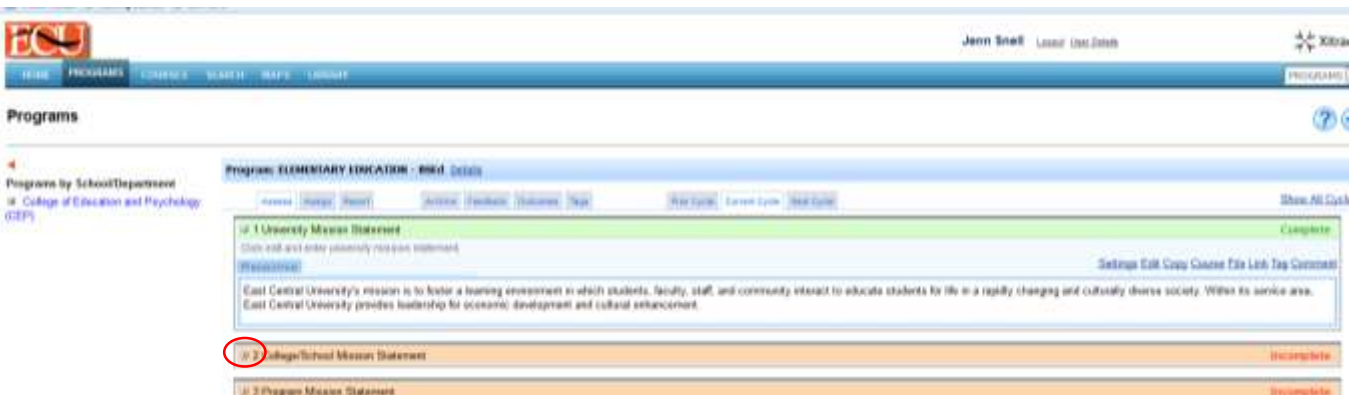 ECU
Jenn Snell Logout User Details
HOME PROGRAMS COURSES SEARCH MAPS LIBRARY
PROGRAMS
Programs
?
Programs by School/Department
College of Education and Psychology
(CEP)
Program: ELEMENTARY EDUCATION - BSEd Details
Assess Assign Report Actions Feedback Outcomes Tags Prev Cycle Current Cycle Next Cycle
1 University Mission Statement Complete
Click edit and enter university mission statement.
Settings Edit Copy Course File Link Tag Comment
East Central University's mission is to foster a learning environment in which students, faculty, staff, and community interact to educate students for life in a rapidly changing and culturally diverse society. Within its service area,
East Central University provides leadership for economic development and cultural enhancement.
2 College/School Mission Statement Incomplete
3 Program Mission Statement Incomplete